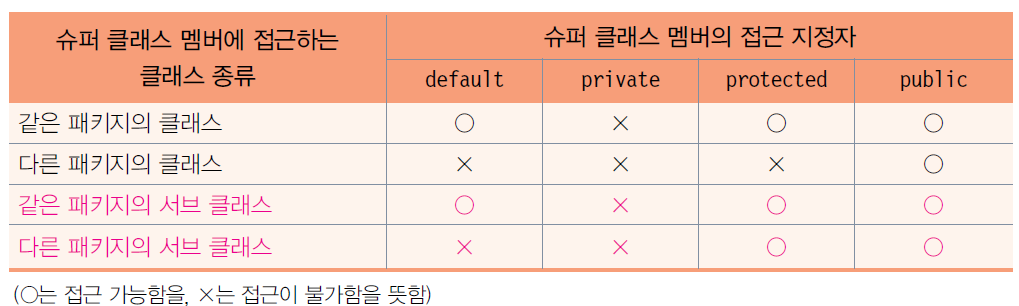 슈퍼 클래스 멤버에 접근하는
클래스 종류
슈퍼 클래스 멤버의 접근 지정자
default private protected public
같은 패키지의 클래스 ○ × ○ ○
다른 패키지의 클래스 × × × ○
같은 패키지의 서브 클래스 ○ × ○ ○
다른 패키지의 서브 클래스 × × ○ ○
(○는 접근 가능함을, ×는 접근이 불가함을 뜻함)